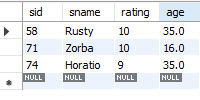 sid sname rating age
58 Rusty 10 35.0
71 Zorba 10 16.0
74 Horatio 9 35.0
NULL NULL NULL NULL